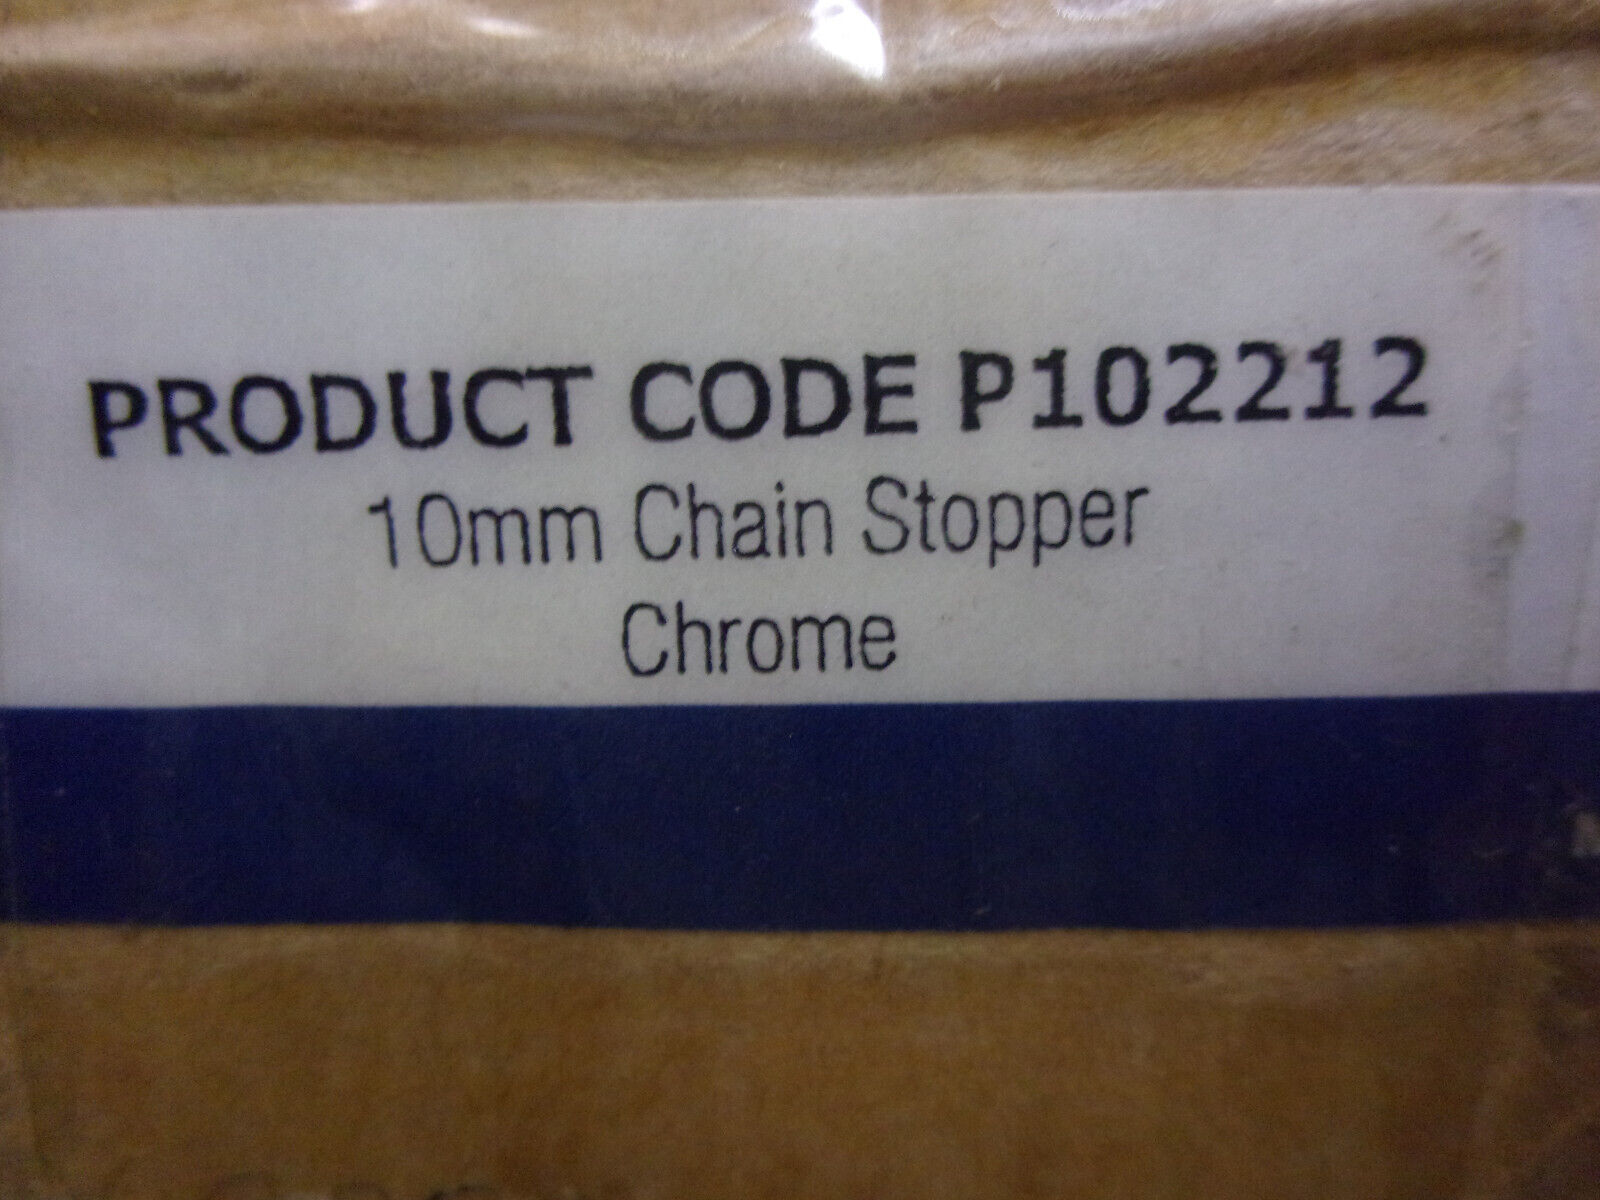 PRODUCT CODE P102212
10mm Chain Stopper
Chrome